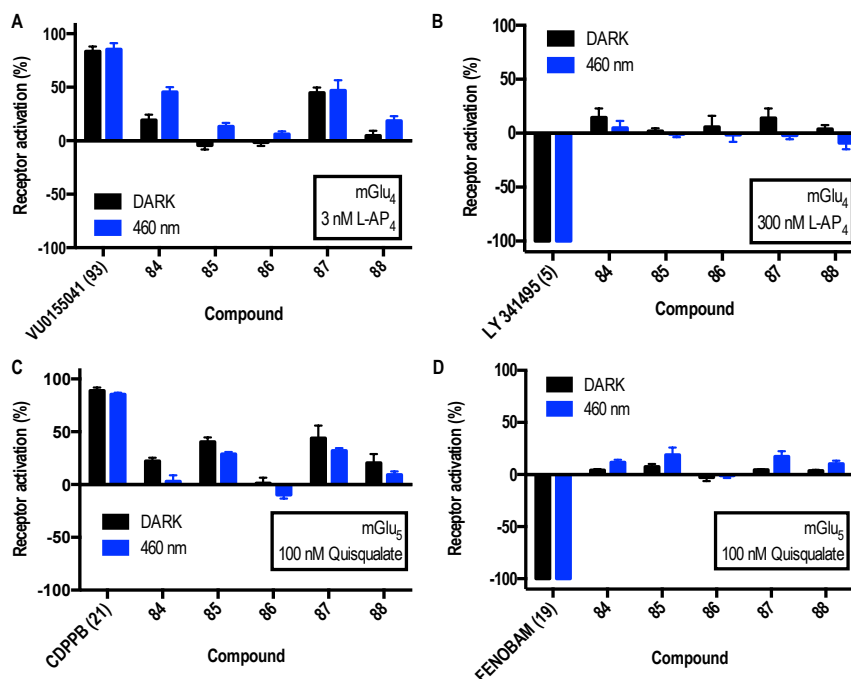 A
Receptor activation (%)
100
50
0
-50
-100
DARK
460 nm
mGlu4
3 nM L-AP4
VU0155041 (93)
84
85
86
87
88
Compound
B
Receptor activation (%)
100
50
0
-50
-100
DARK
460 nm
mGlu4
300 nM L-AP4
LY 341495 (5)
84
85
86
87
88
Compound
C
Receptor activation (%)
100
50
0
-50
-100
DARK
460 nm
mGlu5
100 nM Quisqualate
CDPPB (21)
84
85
86
87
88
Compound
D
Receptor activation (%)
100
50
0
-50
-100
DARK
460 nm
mGlu5
100 nM Quisqualate
FENOBAM (19)
84
85
86
87
88
Compound